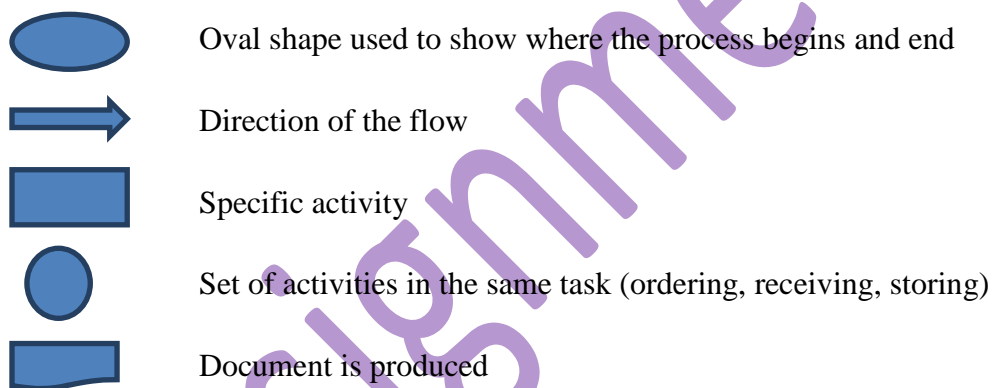 Oval shape used to show where the process begins and end
Direction of the flow
Specific activity
Set of activities in the same task (ordering, receiving, storing)
Document is produced
signme